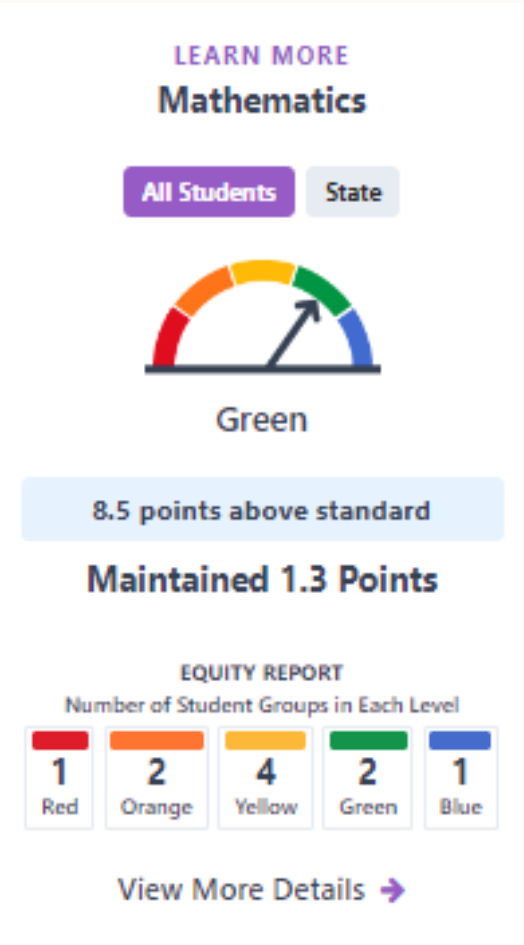 LEARN MORE
Mathematics
All Students State
Green
8.5 points above standard
Maintained 1.3 Points
EQUITY REPORT
Number of Student Groups in Each Level
1 2 4 2 1
Red Orange Yellow Green Blue
View More Details